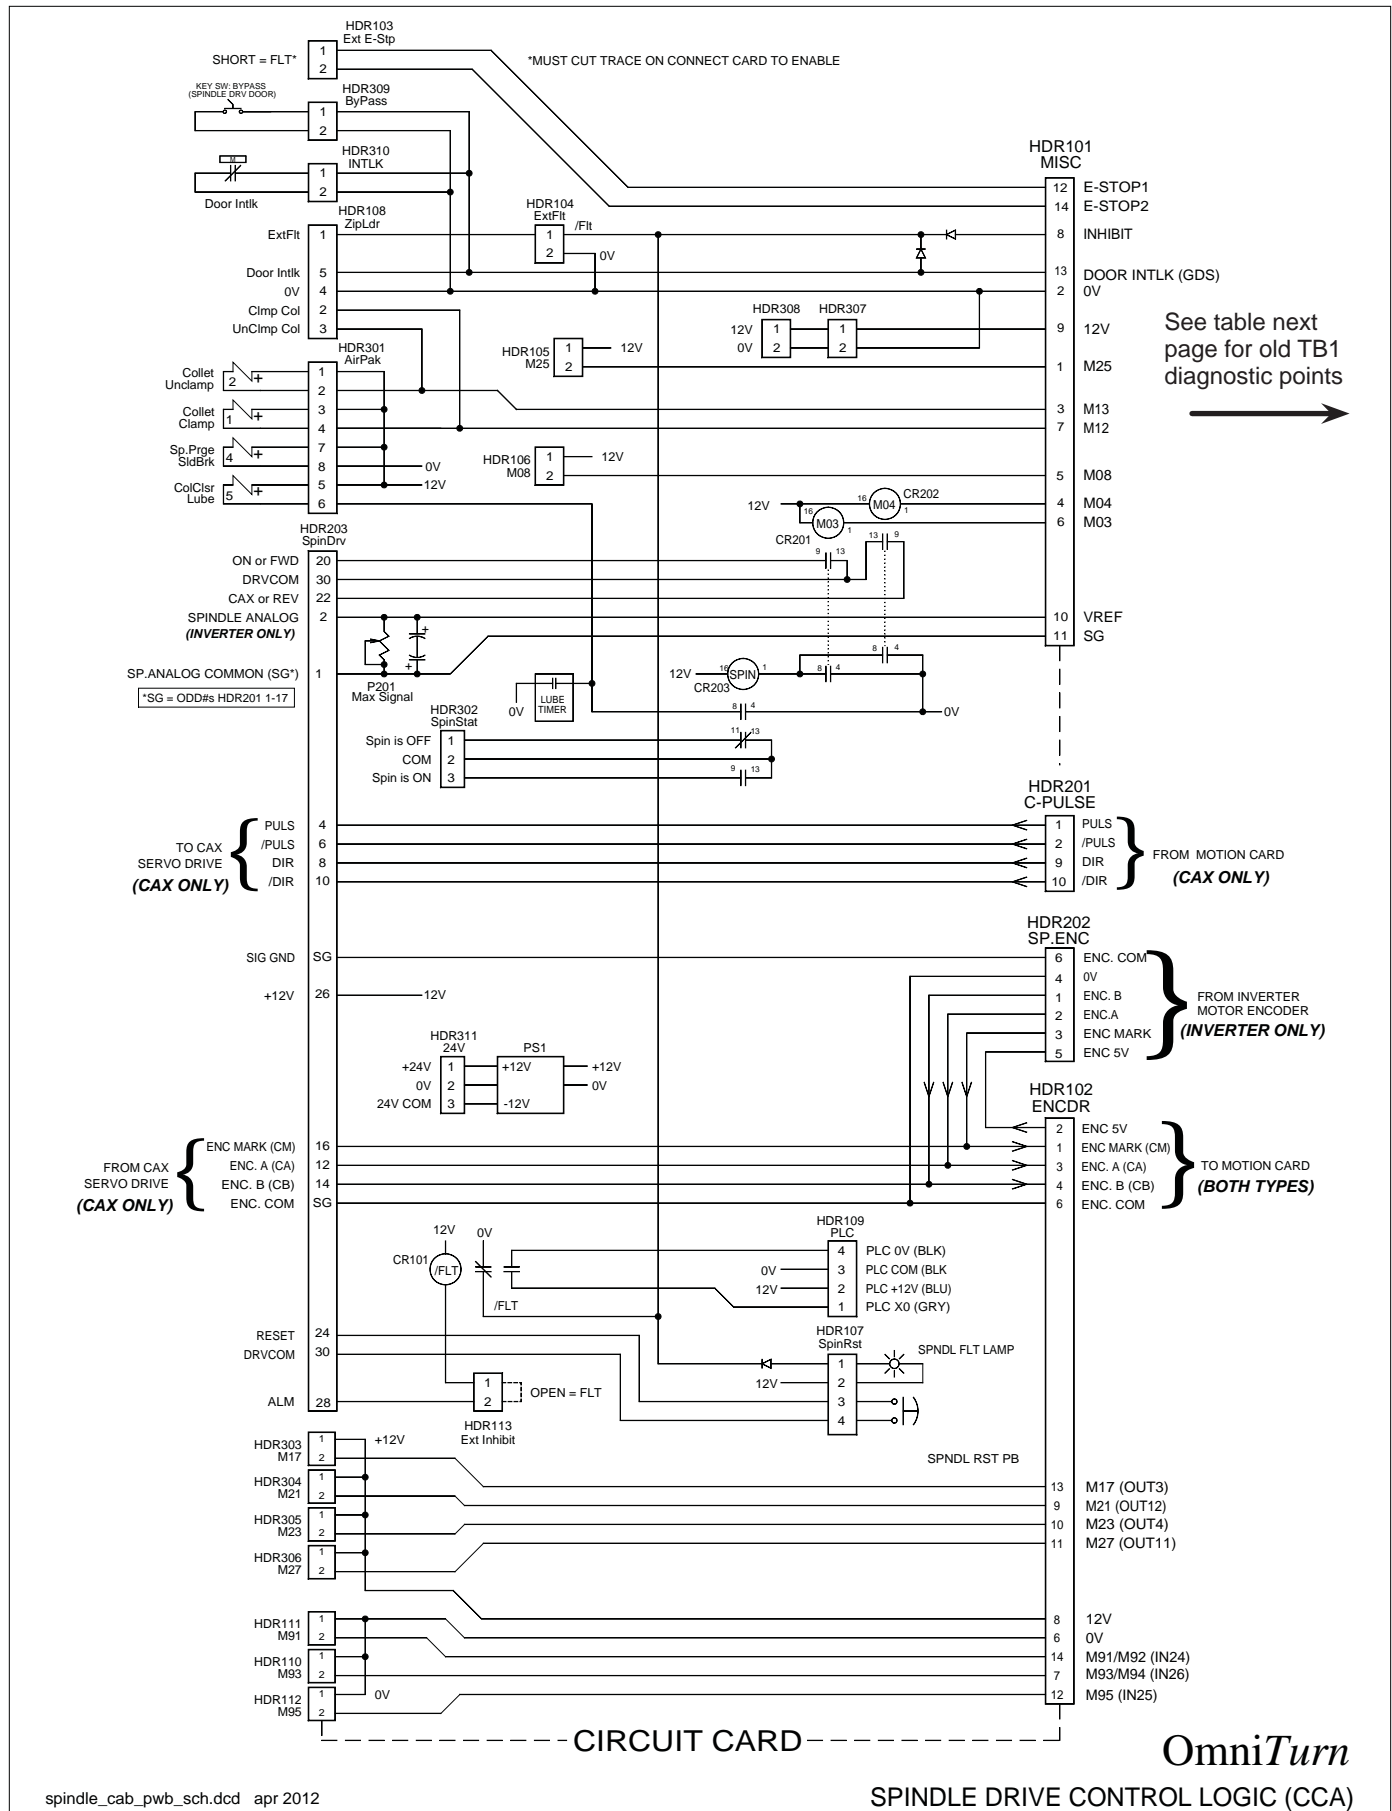 HDR103
Ext E-Stp
SHORT = FLT*
1
2
*MUST CUT TRACE ON CONNECT CARD TO ENABLE
KEY SW: BYPASS
(SPINDLE DRV DOOR)
HDR309
ByPass
1
2
HDR310
INTLK
M
1
2
Door Intlk
HDR101
MISC
12 E-STOP1
14 E-STOP2
8 INHIBIT
13 DOOR INTLK (GDS)
2 0V
9 12V
1 M25
3 M13
7 M12
5 M08
4 M04
6 M03
10 VREF
11 SG
HDR108
ZipLdr
ExtFlt 1
Door Intlk 5
0V 4
Clmp Col 2
UnClmp Col 3
HDR104
ExtFlt
1 /Flt
2 0V
HDR308 HDR307
12V 1 1
0V 2 2
See table next
page for old TB1
diagnostic points
HDR105
M25
1 12V
2
HDR301
AirPak
Collet
Unclamp
2 +
1
2
Collet
Clamp
1 +
3
4
Sp.Prge
SldBrk
4 +
7
8 0V
ColClsr
Lube
5 +
5 12V
6
HDR106
M08
1 12V
2
12V 16 M04 1 CR202
16 M03 1
CR201
9 13
13 9
HDR203
SpinDrv
ON or FWD 20
DRVCOM 30
CAX or REV 22
SPINDLE ANALOG 2
(INVERTER ONLY)
+
+
SP.ANALOG COMMON (SG*) 1
*SG = ODD#s HDR201 1-17
P201
Max Signal
8 4
12V 16 SPIN 1 8 4
CR203
0V
LUBE
TIMER
8 4 0V
HDR302
SpinStat
Spin is OFF 1 11 13
COM 2
Spin is ON 3 9 13
HDR201
C-PULSE
TO CAX
SERVO DRIVE
(CAX ONLY)
PULS 4
/PULS 6
DIR 8
/DIR 10
1 PULS
2 /PULS
9 DIR
10 /DIR
FROM MOTION CARD
(CAX ONLY)
HDR202
SP.ENC
SIG GND SG
+12V 26 12V
6 ENC. COM
4 0V
1 ENC. B
2 ENC.A
3 ENC MARK
5 ENC 5V
FROM INVERTER
MOTOR ENCODER
(INVERTER ONLY)
HDR311
24V PS1
+24V 1 +12V +12V
0V 2 0V
24V COM 3 -12V
HDR102
ENCDR
FROM CAX
SERVO DRIVE
(CAX ONLY)
ENC MARK (CM) 16
ENC. A (CA) 12
ENC. B (CB) 14
ENC. COM SG
2 ENC 5V
1 ENC MARK (CM)
3 ENC. A (CA)
4 ENC. B (CB)
6 ENC. COM
TO MOTION CARD
(BOTH TYPES)
12V 0V
CR101 /FLT
/FLT
HDR109
PLC
4 PLC 0V (BLK)
0V 3 PLC COM (BLK
12V 2 PLC +12V (BLU)
1 PLC X0 (GRY)
RESET 24
DRVCOM 30
ALM 28
HDR107
SpinRst
1 SPNDL FLT LAMP
12V 2
3
4
1
2
OPEN = FLT
HDR113
Ext Inhibit
SPNDL RST PB
HDR303
M17
1 +12V
2
HDR304
M21
1
2
HDR305
M23
1
2
HDR306
M27
1
2
13 M17 (OUT3)
9 M21 (OUT12)
10 M23 (OUT4)
11 M27 (OUT11)
HDR111
M91
1
2
HDR110
M93
1
2
HDR112
M95
1 0V
2
8 12V
6 0V
14 M91/M92 (IN24)
7 M93/M94 (IN26)
12 M95 (IN25)
CIRCUIT CARD
OmniTurn
spindle_cab_pwb_sch.dcd apr 2012
SPINDLE DRIVE CONTROL LOGIC (CCA)